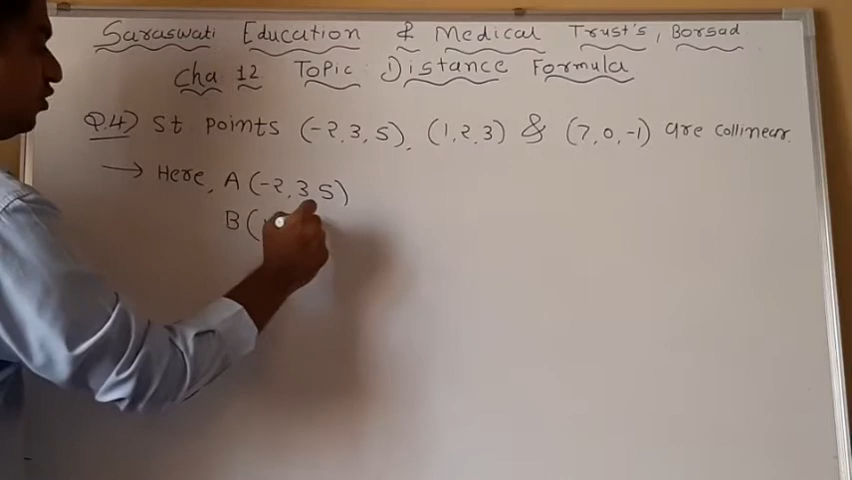 Saraswati Education & Medical Trust's, Borsad
Cha 12 Topic : Distance Formula
Q.4) St points (-2,3,5), (1,2,3) & (7,0,-1) are collinear.
→ Here, A(-2,3 5)
B(